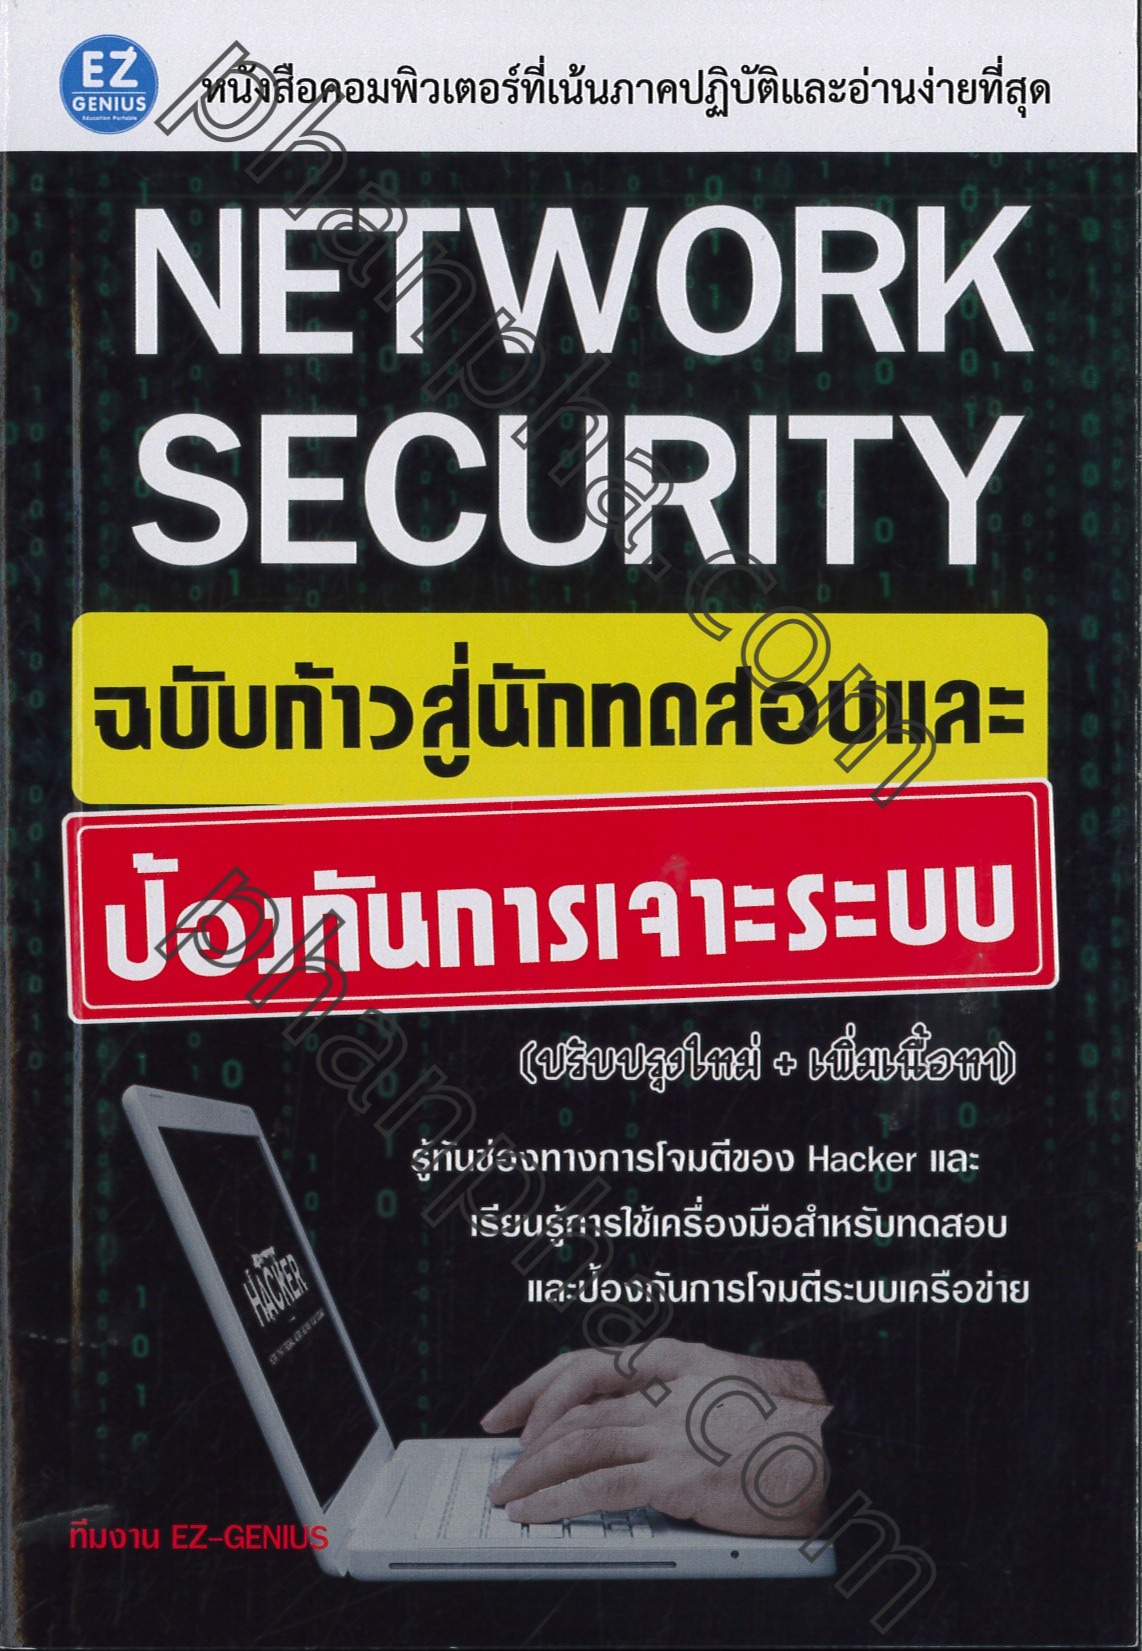 EZ
GENIUS
Education Portable
หนังสือคอมพิวเตอร์ที่เน้นภาคปฏิบัติและอ่านง่ายที่สุด
NETWORK
SECURITY
ฉบับก้าวสู่นักทดสอบและ
ป้องกันการเจาะระบบ
(ปรับปรุงใหม่ + เพิ่มเนื้อหา)
รู้ทันช่องทางการโจมตีของ Hacker และ
เรียนรู้การใช้เครื่องมือสำหรับทดสอบ
และป้องกันการโจมตีระบบเครือข่าย
HACKER
ทีมงาน EZ-GENIUS
phanpha.com
phanpha.com